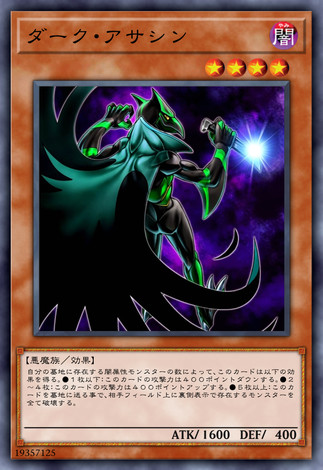 ダーク・アサシン
闇
やみ
【悪魔族／効果】
自分の墓地に存在する闇属性モンスターの数によって、このカードは以下の効
果を得る。●１枚以下：このカードの攻撃力は４００ポイントダウンする。●２
～４枚：このカードの攻撃力は４００ポイントアップする。●５枚以上：このカ
ードを墓地に送る事で、相手フィールド上に裏側表示で存在するモンスターを
全て破壊する。
ATK/ 1600 DEF/ 400
19357125